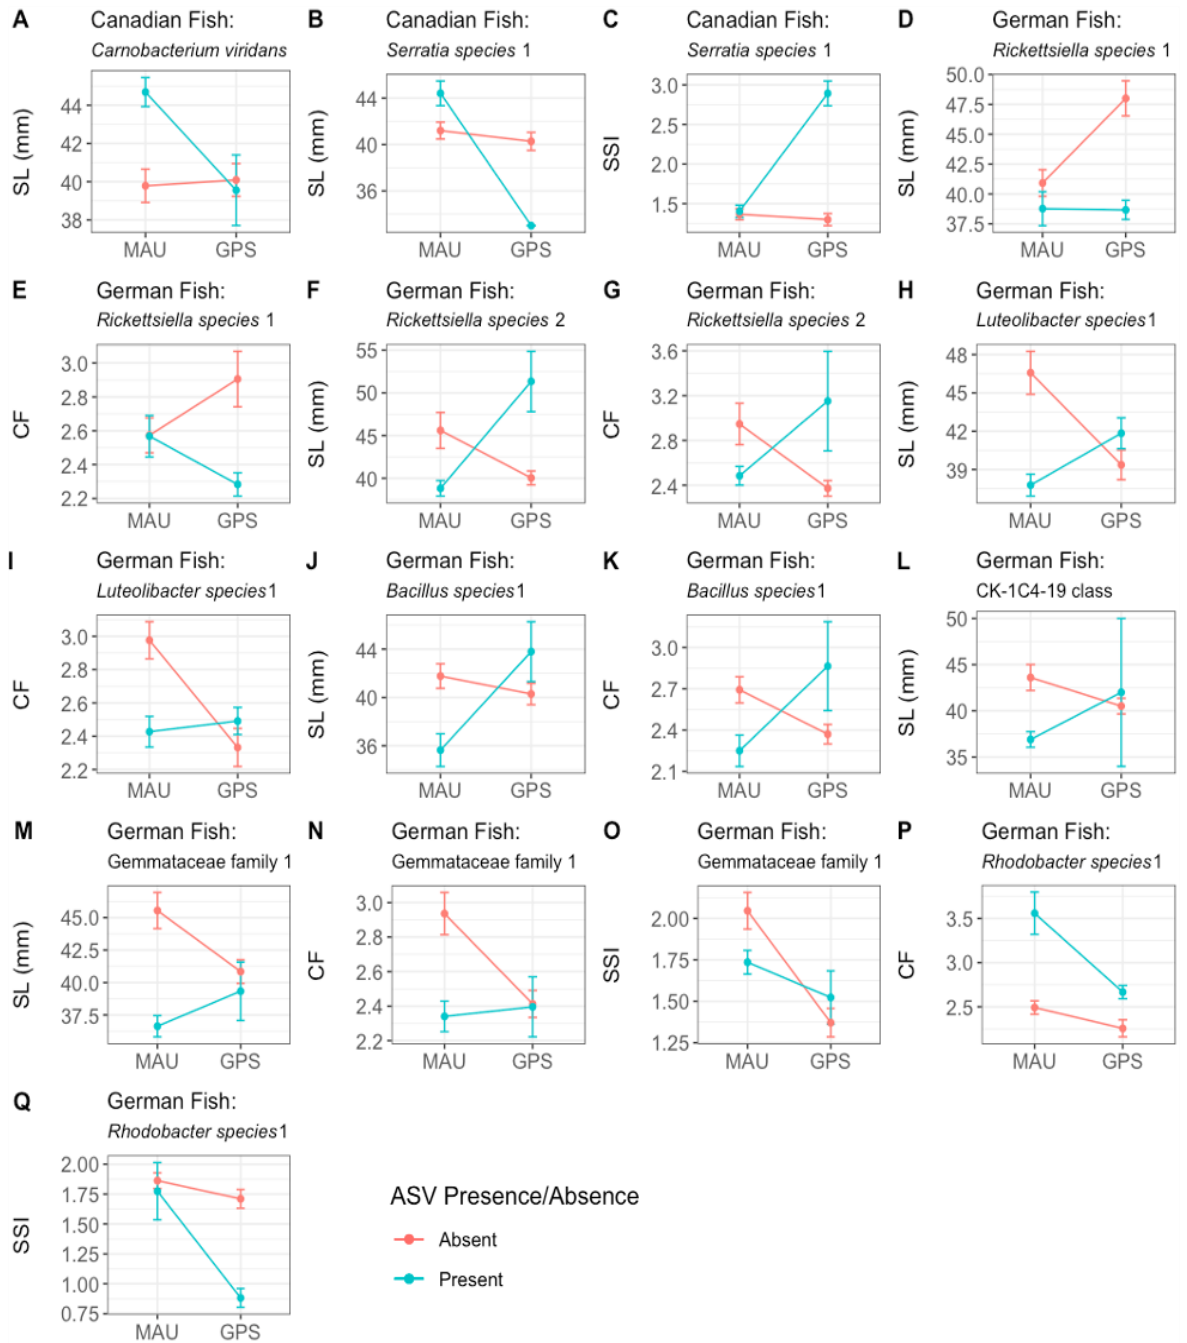 A Canadian Fish:
Carnobacterium viridans
SL (mm)
44
42
40
38
MAU GPS
B Canadian Fish:
Serratia species 1
SL (mm)
44
40
36
MAU GPS
C Canadian Fish:
Serratia species 1
SSI
3.0
2.5
2.0
1.5
MAU GPS
D German Fish:
Rickettsiella species 1
SL (mm)
50.0
47.5
45.0
42.5
40.0
37.5
MAU GPS
E German Fish:
Rickettsiella species 1
CF
3.0
2.8
2.6
2.4
2.2
MAU GPS
F German Fish:
Rickettsiella species 2
SL (mm)
55
50
45
40
MAU GPS
G German Fish:
Rickettsiella species 2
CF
3.6
3.2
2.8
2.4
MAU GPS
H German Fish:
Luteolibacter species1
SL (mm)
48
45
42
39
MAU GPS
I German Fish:
Luteolibacter species1
CF
3.0
2.8
2.6
2.4
2.2
MAU GPS
J German Fish:
Bacillus species1
SL (mm)
44
40
36
MAU GPS
K German Fish:
Bacillus species1
CF
3.0
2.7
2.4
2.1
MAU GPS
L German Fish:
CK-1C4-19 class
SL (mm)
50
45
40
35
MAU GPS
M German Fish:
Gemmataceae family 1
SL (mm)
45.0
42.5
40.0
37.5
MAU GPS
N German Fish:
Gemmataceae family 1
CF
3.0
2.8
2.6
2.4
2.2
MAU GPS
O German Fish:
Gemmataceae family 1
SSI
2.00
1.75
1.50
1.25
MAU GPS
P German Fish:
Rhodobacter species1
CF
3.5
3.0
2.5
MAU GPS
Q German Fish:
Rhodobacter species1
SSI
2.00
1.75
1.50
1.25
1.00
0.75
MAU GPS
ASV Presence/Absence
Absent
Present